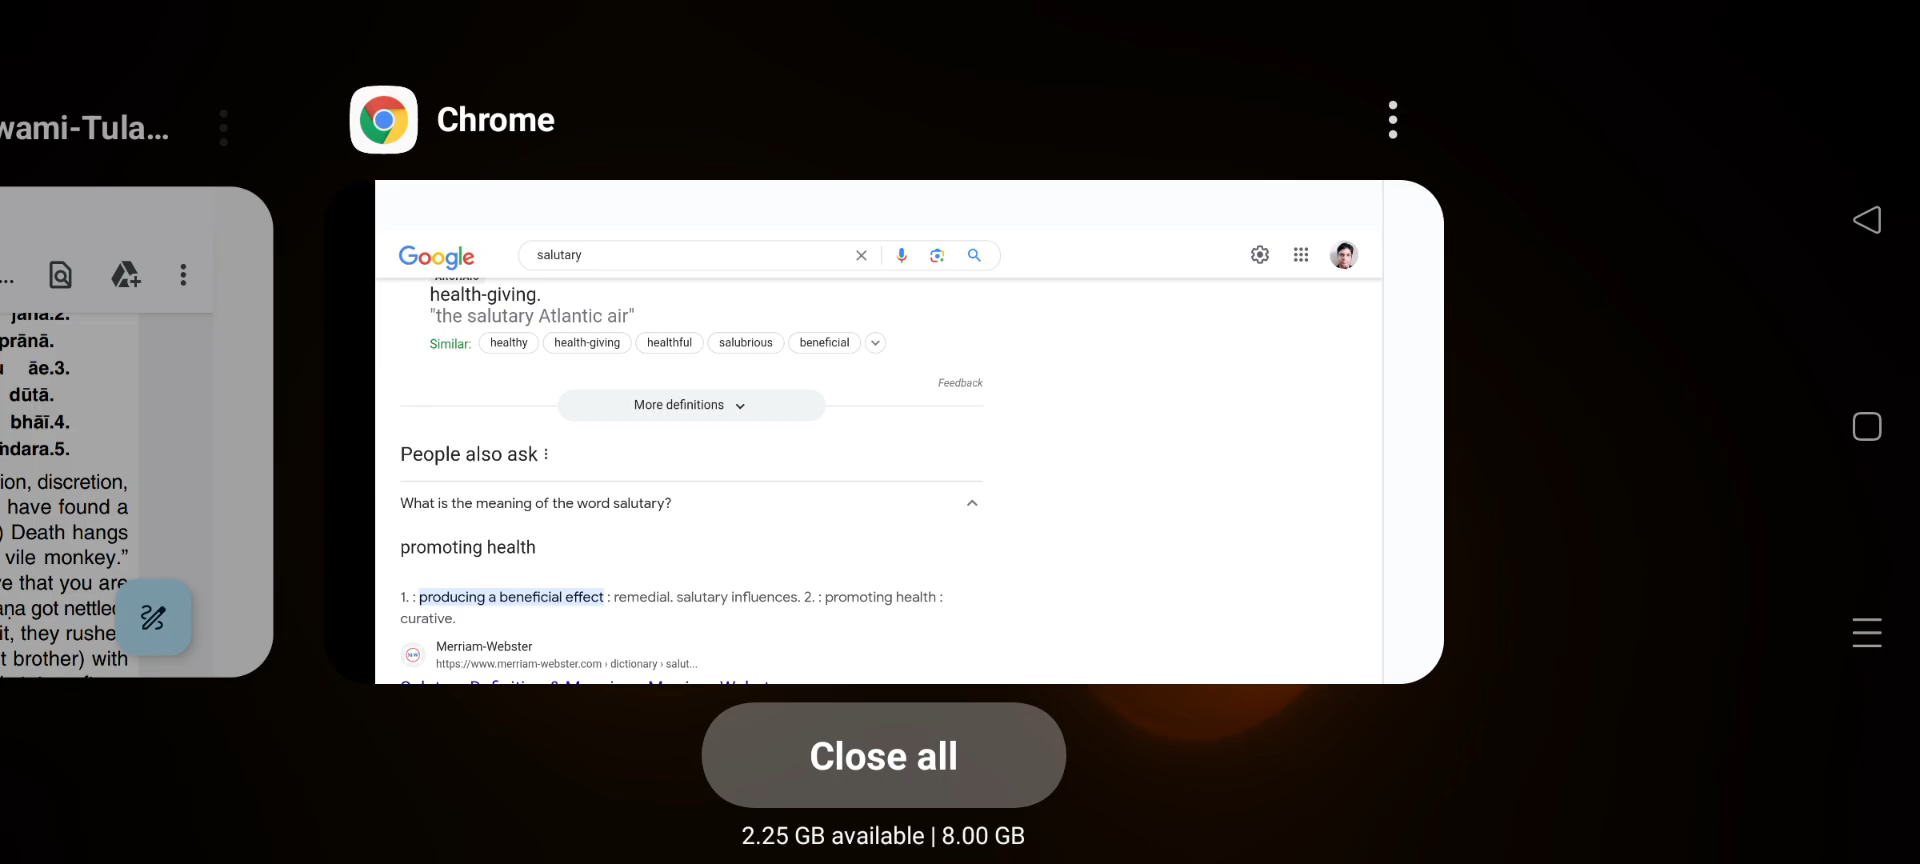 wami-Tula...
Chrome
...
jāna.2.
prānā.
āe.3.
dūtā.
bhāī.4.
ndara.5.
ion, discretion,
have found a
) Death hangs
vile monkey."
e that you are
aṇa got nettled
it, they rushe
t brother) with
Google
salutary
health-giving.
"the salutary Atlantic air"
Similar: healthy health-giving healthful salubrious beneficial
Feedback
More definitions
People also ask
What is the meaning of the word salutary?
promoting health
1. : producing a beneficial effect : remedial. salutary influences. 2. : promoting health :
curative.
Merriam-Webster
https://www.merriam-webster.com › dictionary › salut...
Close all
2.25 GB available | 8.00 GB